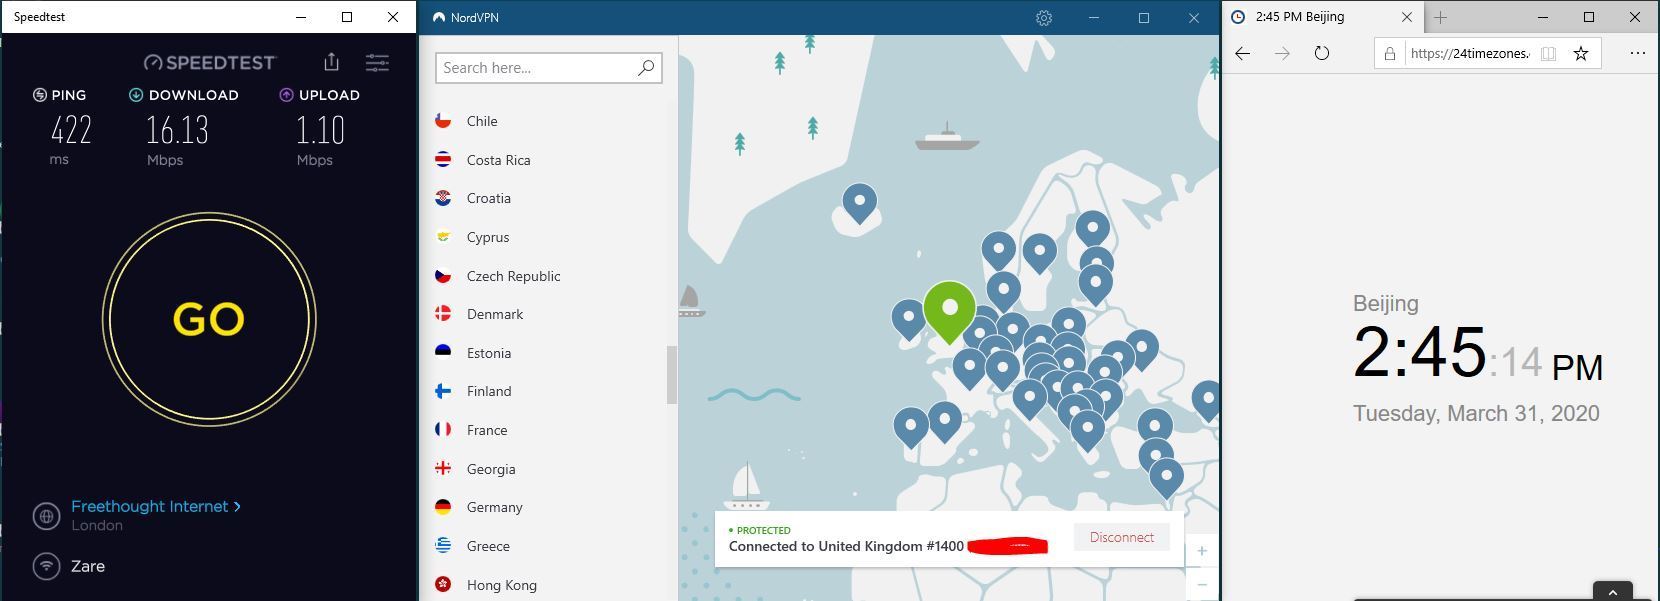 Speedtest
SPEEDTEST
PING DOWNLOAD UPLOAD
422 16.13 1.10
ms Mbps Mbps
GO
Freethought Internet >
London
Zare
NordVPN
Search here...
Chile
Costa Rica
Croatia
Cyprus
Czech Republic
Denmark
Estonia
Finland
France
Georgia
Germany
Greece
Hong Kong
PROTECTED
Connected to United Kingdom #1400
Disconnect
+
−
2:45 PM Beijing
https://24timezones.
Beijing
2:45:14 PM
Tuesday, March 31, 2020